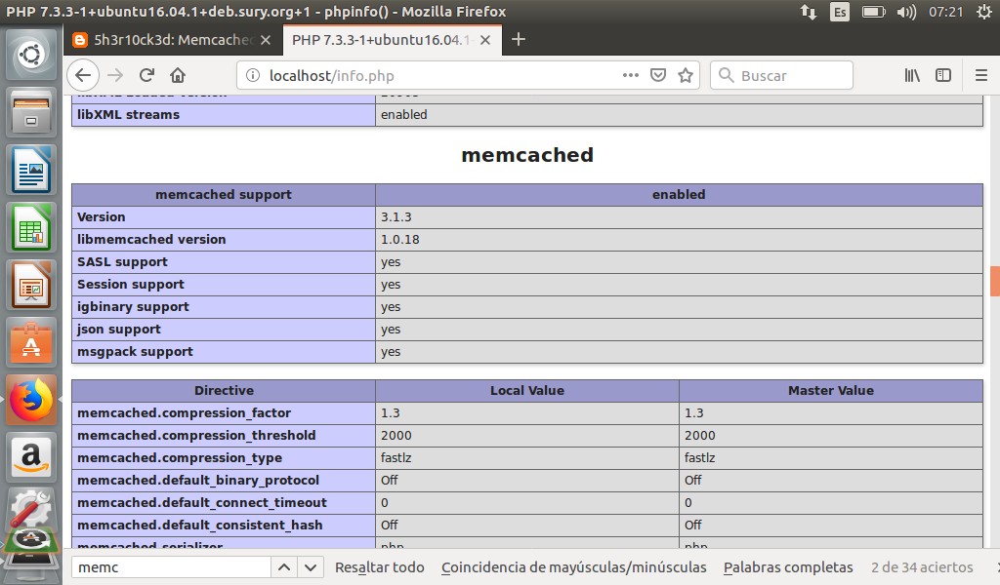 PHP 7.3.3-1+ubuntu16.04.1+deb.sury.org+1 - phpinfo() - Mozilla Firefox
Es
07:21
5h3r10ck3d: Memcached
PHP 7.3.3-1+ubuntu16.04.1+
localhost/info.php
Buscar
libXML streams enabled
memcached
memcached support enabled
Version 3.1.3
libmemcached version 1.0.18
SASL support yes
Session support yes
igbinary support yes
json support yes
msgpack support yes
Directive Local Value Master Value
memcached.compression_factor 1.3 1.3
memcached.compression_threshold 2000 2000
memcached.compression_type fastlz fastlz
memcached.default_binary_protocol Off Off
memcached.default_connect_timeout 0 0
memcached.default_consistent_hash Off Off
memcached.serializer php php
memc
Resaltar todo
Coincidencia de mayúsculas/minúsculas
Palabras completas
2 de 34 aciertos